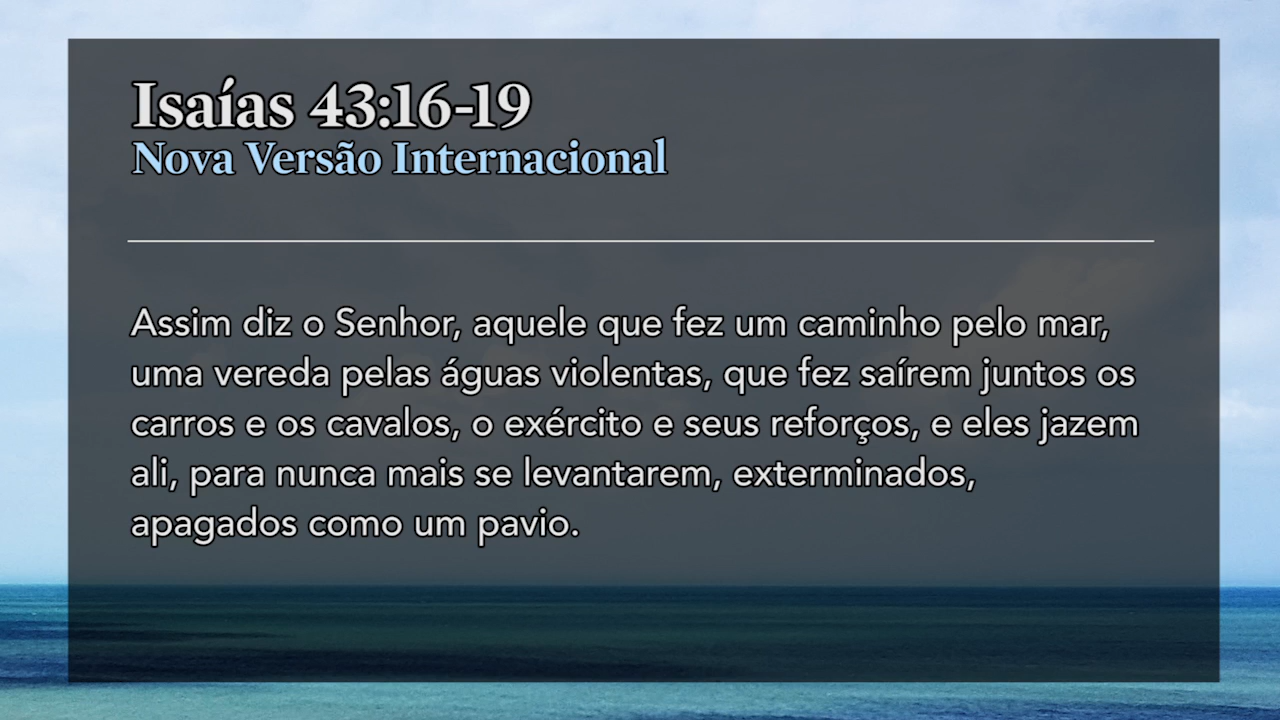 Isaías 43:16-19
Nova Versão Internacional
Assim diz o Senhor, aquele que fez um caminho pelo mar,
uma vereda pelas águas violentas, que fez saírem juntos os
carros e os cavalos, o exército e seus reforços, e eles jazem
ali, para nunca mais se levantarem, exterminados,
apagados como um pavio.